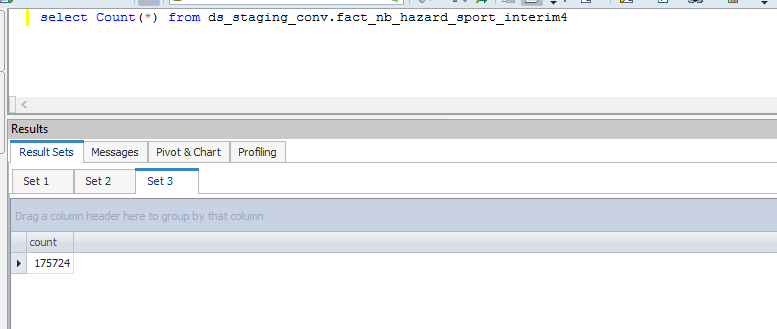 select Count(*) from ds_staging_conv.fact_nb_hazard_sport_interim4
Results
Result Sets Messages Pivot & Chart Profiling
Set 1 Set 2 Set 3
Drag a column header here to group by that column
count
175724